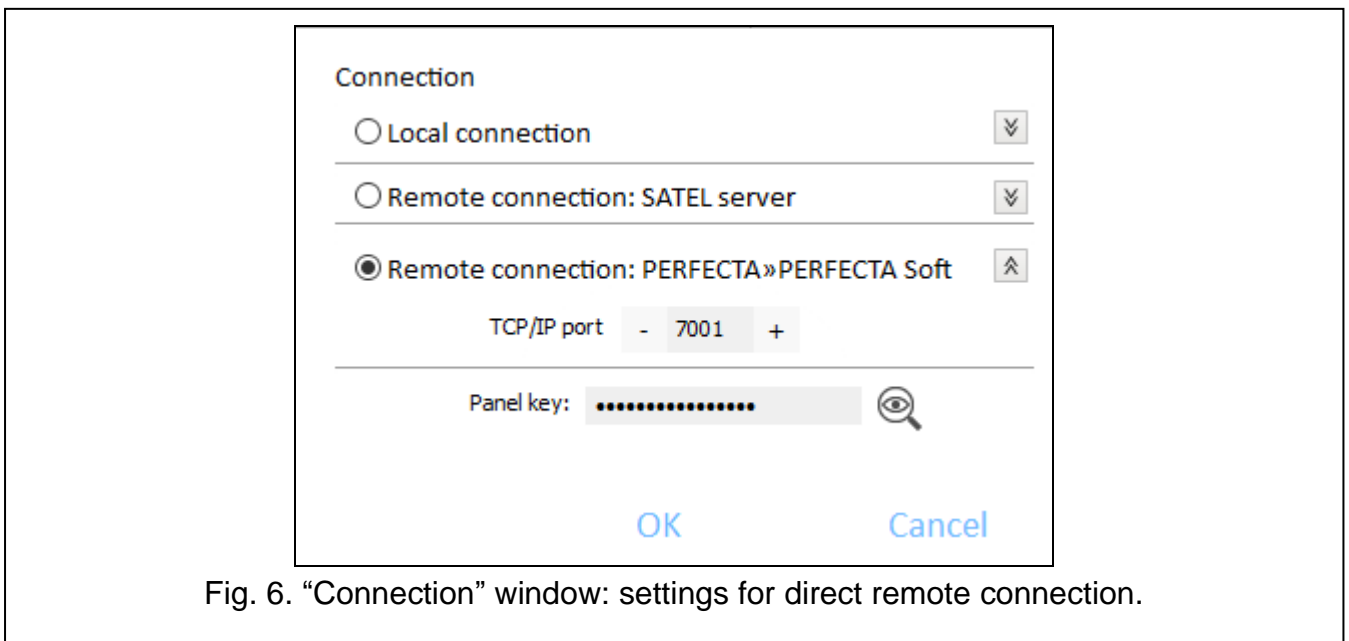 Connection
Local connection
Remote connection: SATEL server
Remote connection: PERFECTA»PERFECTA Soft
TCP/IP port - 7001 +
Panel key: ••••••••••••••••
OK Cancel
Fig. 6. “Connection” window: settings for direct remote connection.